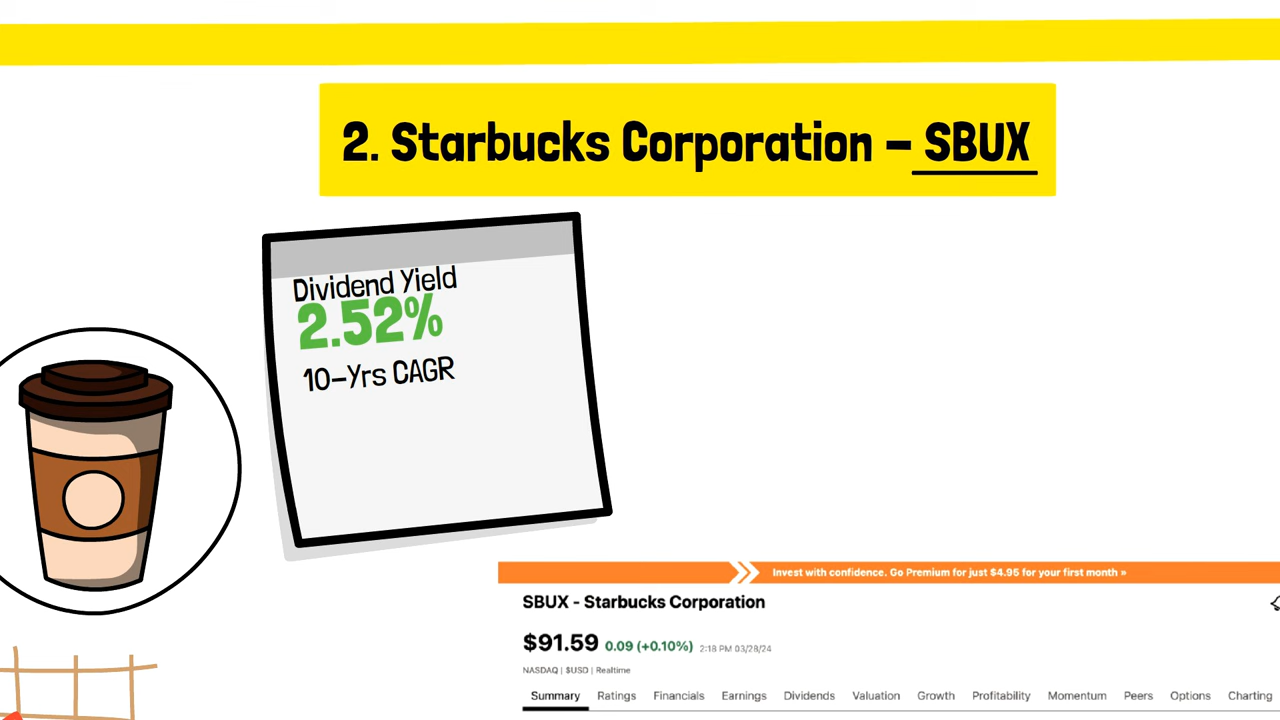 2. Starbucks Corporation – SBUX
Dividend Yield
2.52%
10-Yrs CAGR
Invest with confidence. Go Premium for just $4.95 for your first month »
SBUX - Starbucks Corporation
$91.59 0.09 (+0.10%) 2:18 PM 03/28/24
NASDAQ | $USD | Realtime
Summary Ratings Financials Earnings Dividends Valuation Growth Profitability Momentum Peers Options Charting